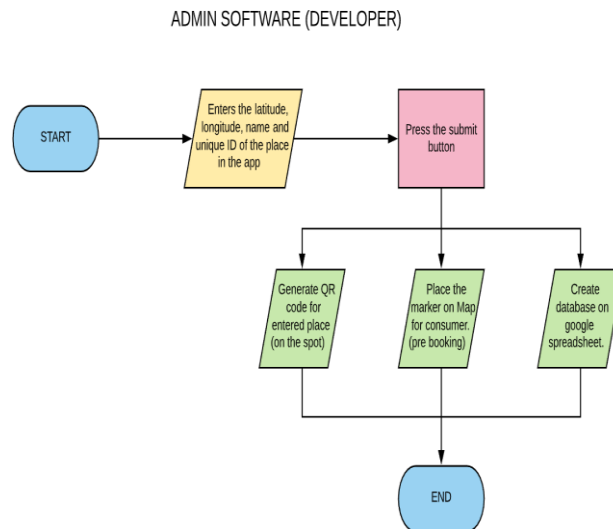 ADMIN SOFTWARE (DEVELOPER)
START
Enters the latitude,
longitude, name and
unique ID of the place
in the app
Press the submit
button
Generate QR
code for
entered place
(on the spot)
Place the
marker on Map
for consumer.
(pre booking)
Create
database on
google
spreadsheet.
END